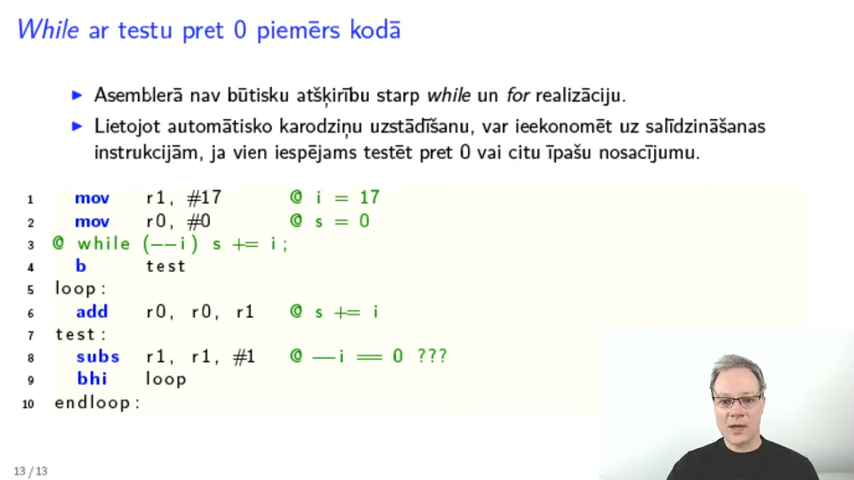 While ar testu pret 0 piemērs kodā
▶ Asemblerā nav būtisku atšķirību starp while un for realizāciju.
▶ Lietojot automātisko karodziņu uzstādīšanu, var ieekonomēt uz salīdzināšanas
instrukcijām, ja vien iespējams testēt pret 0 vai citu īpašu nosacījumu.
1 mov r1, #17 @ i = 17
2 mov r0, #0 @ s = 0
3 @ while (--i) s += i;
4 b test
5 loop:
6 add r0, r0, r1 @ s += i
7 test:
8 subs r1, r1, #1 @ --i == 0 ???
9 bhi loop
10 endloop:
13 / 13